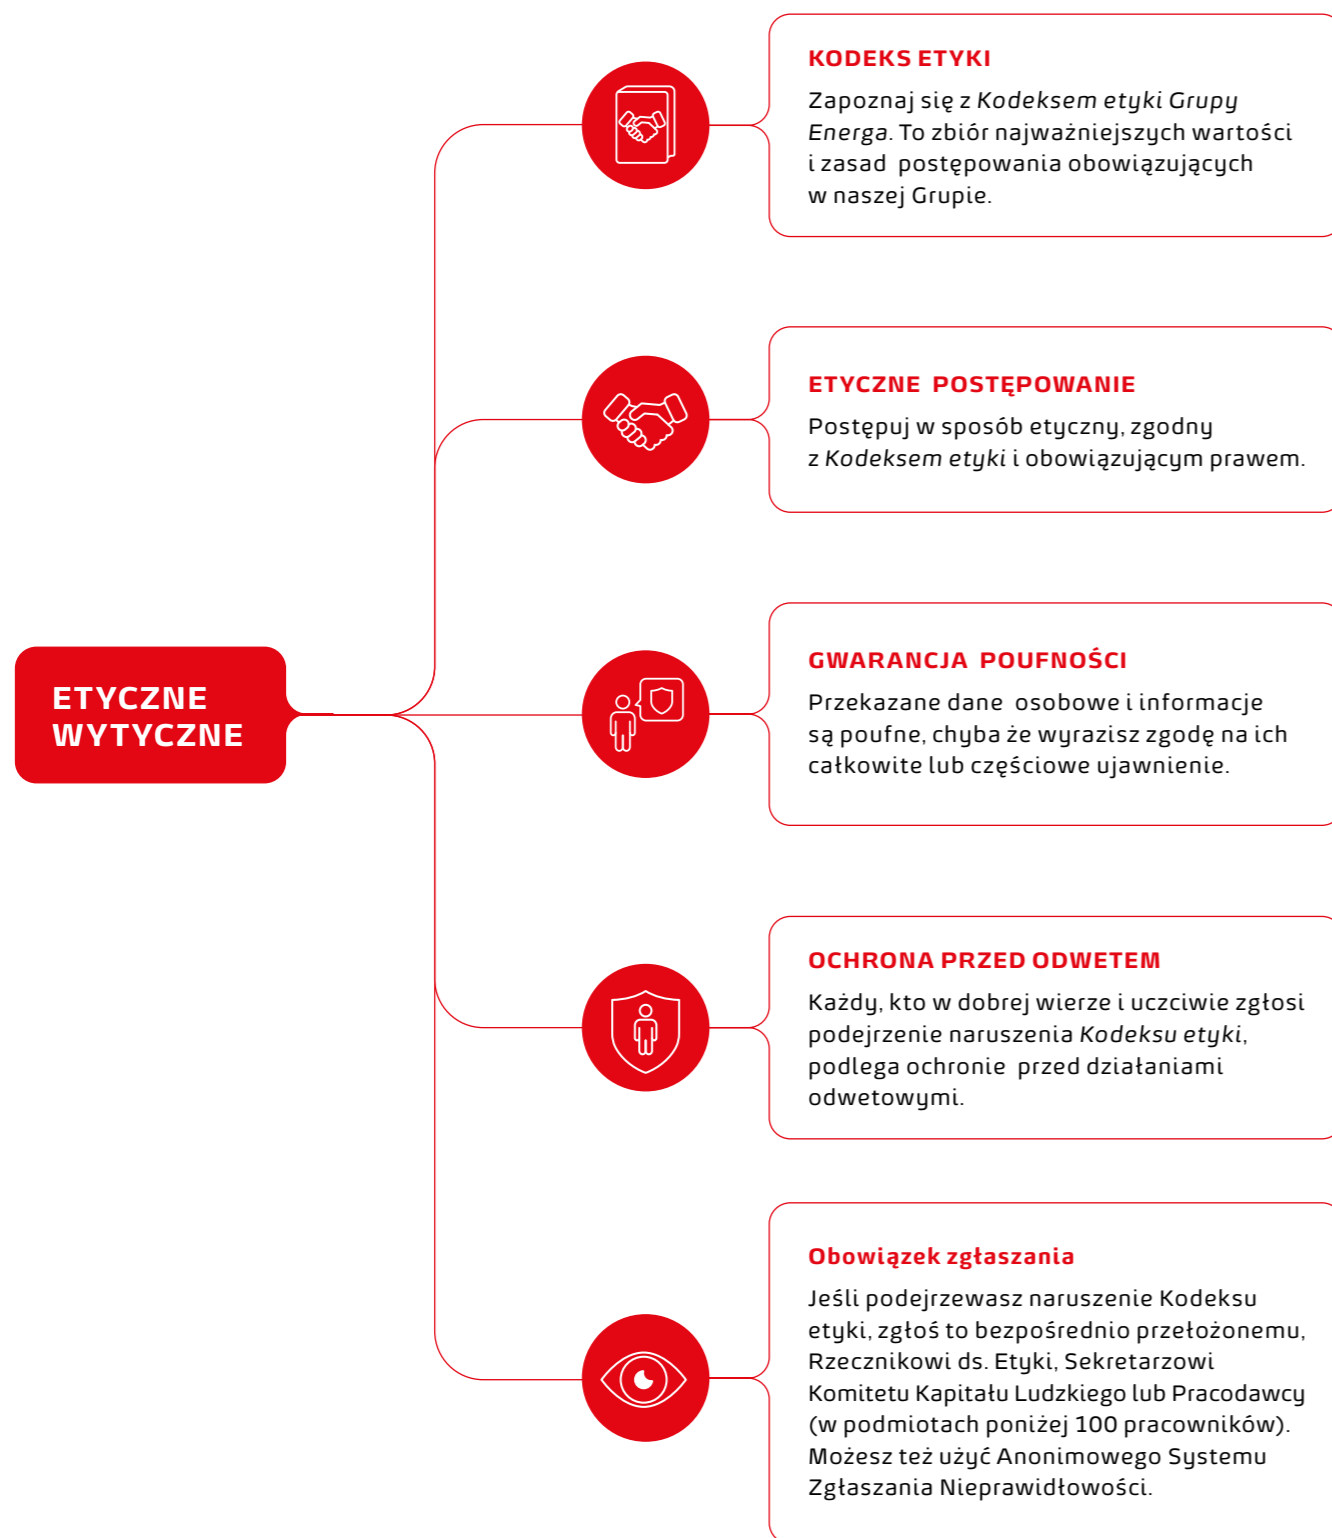 KODEKS ETYKI
Zapoznaj się z Kodeksem etyki Grupy
Energa. To zbiór najważniejszych wartości
i zasad postępowania obowiązujących
w naszej Grupie.
ETYCZNE POSTĘPOWANIE
Postępuj w sposób etyczny, zgodny
z Kodeksem etyki i obowiązującym prawem.
ETYCZNE
WYTYCZNE
GWARANCJA POUFNOŚCI
Przekazane dane osobowe i informacje
są poufne, chyba że wyrazisz zgodę na ich
całkowite lub częściowe ujawnienie.
OCHRONA PRZED ODWETEM
Każdy, kto w dobrej wierze i uczciwie zgłosi
podejrzenie naruszenia Kodeksu etyki,
podlega ochronie przed działaniami
odwetowymi.
Obowiązek zgłaszania
Jeśli podejrzewasz naruszenie Kodeksu
etyki, zgłoś to bezpośrednio przełożonemu,
Rzecznikowi ds. Etyki, Sekretarzowi
Komitetu Kapitału Ludzkiego lub Pracodawcy
(w podmiotach poniżej 100 pracowników).
Możesz też użyć Anonimowego Systemu
Zgłaszania Nieprawidłowości.